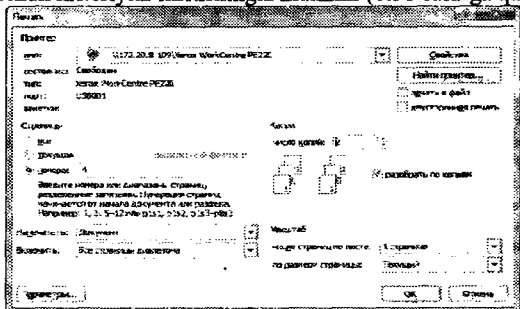 Печать
Принтер
имя: \\172.20.8.109\Xerox WorkCentre PE220 Свойства
состояние: Свободен Найти принтер...
тип: Xerox WorkCentre PE220
порт: USB001 печать в файл
заметки: двусторонняя печать
Страницы Копии
все число копий:
текущая выделенный фрагмент
номера: 4 разобрать по копиям
Введите номера или диапазоны страниц,
разделенные запятыми. Нумерация страниц
начинается от начала документа или раздела.
Например: 1, 3, 5–12 или p1s1, p1s2, p1s3–p8s3
Напечатать: Документ Масштаб
Включить: Все страницы диапазона число страниц на листе: 1 страница
по размеру страницы: Текущий
Параметры... ОК Отмена